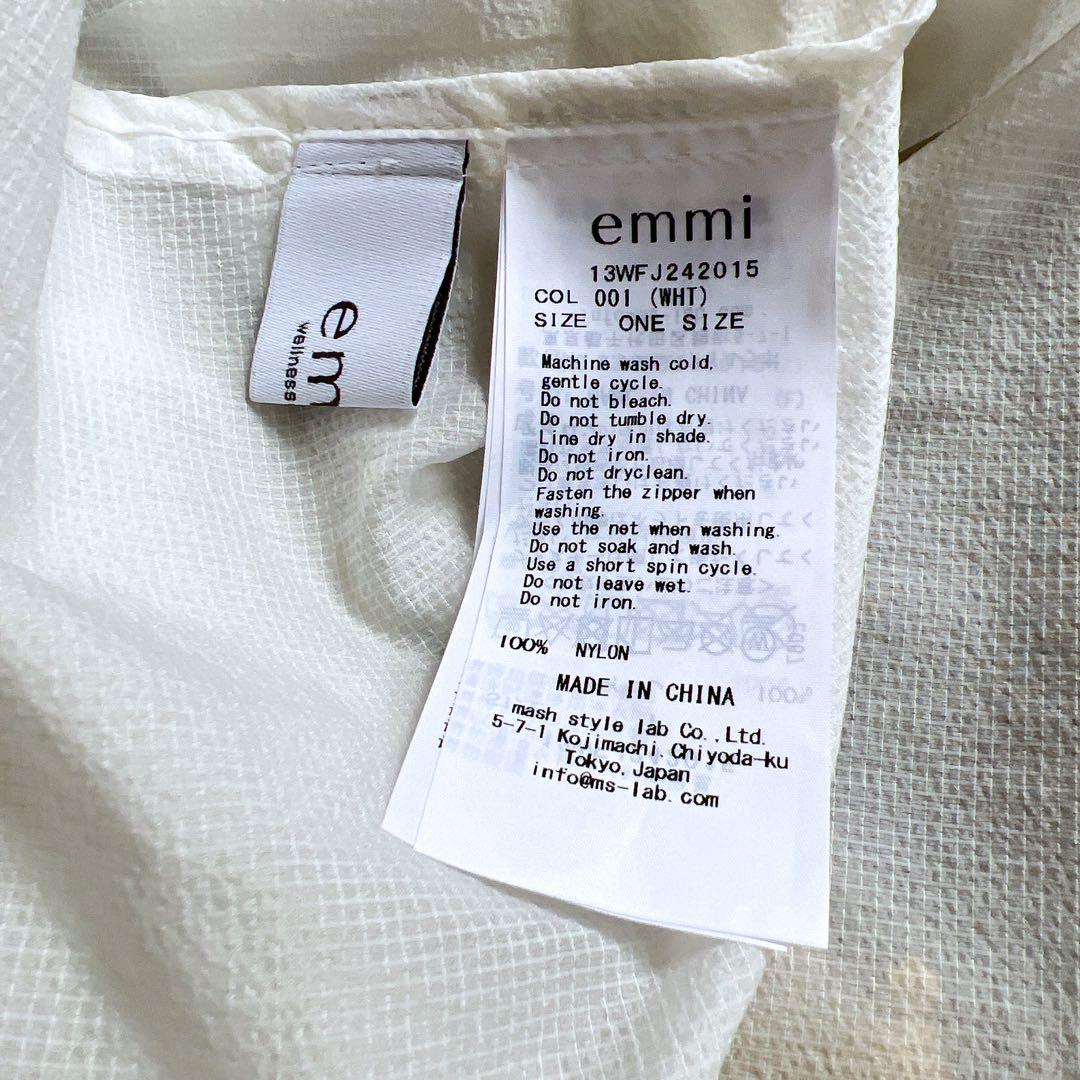 em
wellness
emmi
13WFJ242015
COL 001 (WHT)
SIZE ONE SIZE
Machine wash cold,
gentle cycle.
Do not bleach.
Do not tumble dry.
Line dry in shade.
Do not iron.
Do not dryclean.
Fasten the zipper when
washing.
Use the net when washing.
Do not soak and wash.
Use a short spin cycle.
Do not leave wet.
Do not iron.
100% NYLON
MADE IN CHINA
mash style lab Co.,Ltd.
5-7-1 Kojimachi,Chiyoda-ku
Tokyo,Japan
info@ms-lab.com